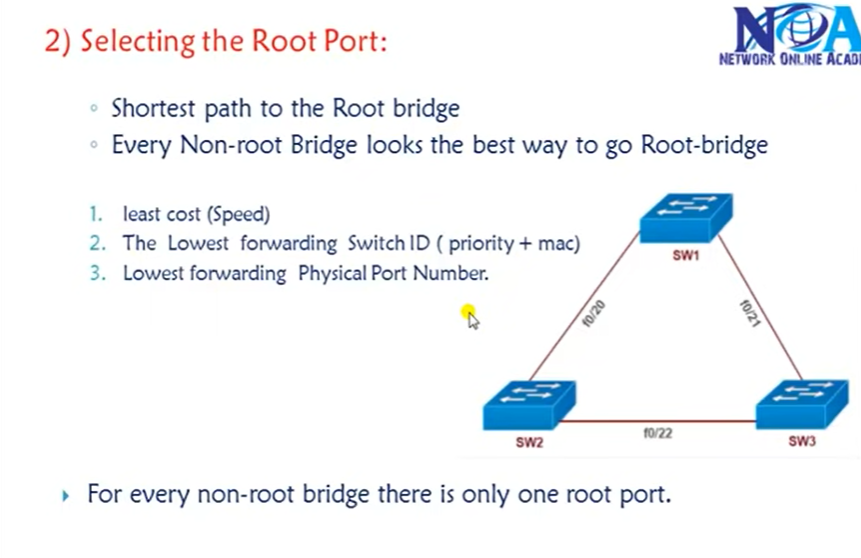 2) Selecting the Root Port:
NOA
NETWORK ONLINE ACAD
◦ Shortest path to the Root bridge
◦ Every Non-root Bridge looks the best way to go Root-bridge
1. least cost (Speed)
2. The Lowest forwarding Switch ID ( priority + mac)
3. Lowest forwarding Physical Port Number.
SW1
f0/20
f0/21
f0/22
SW2
SW3
For every non-root bridge there is only one root port.